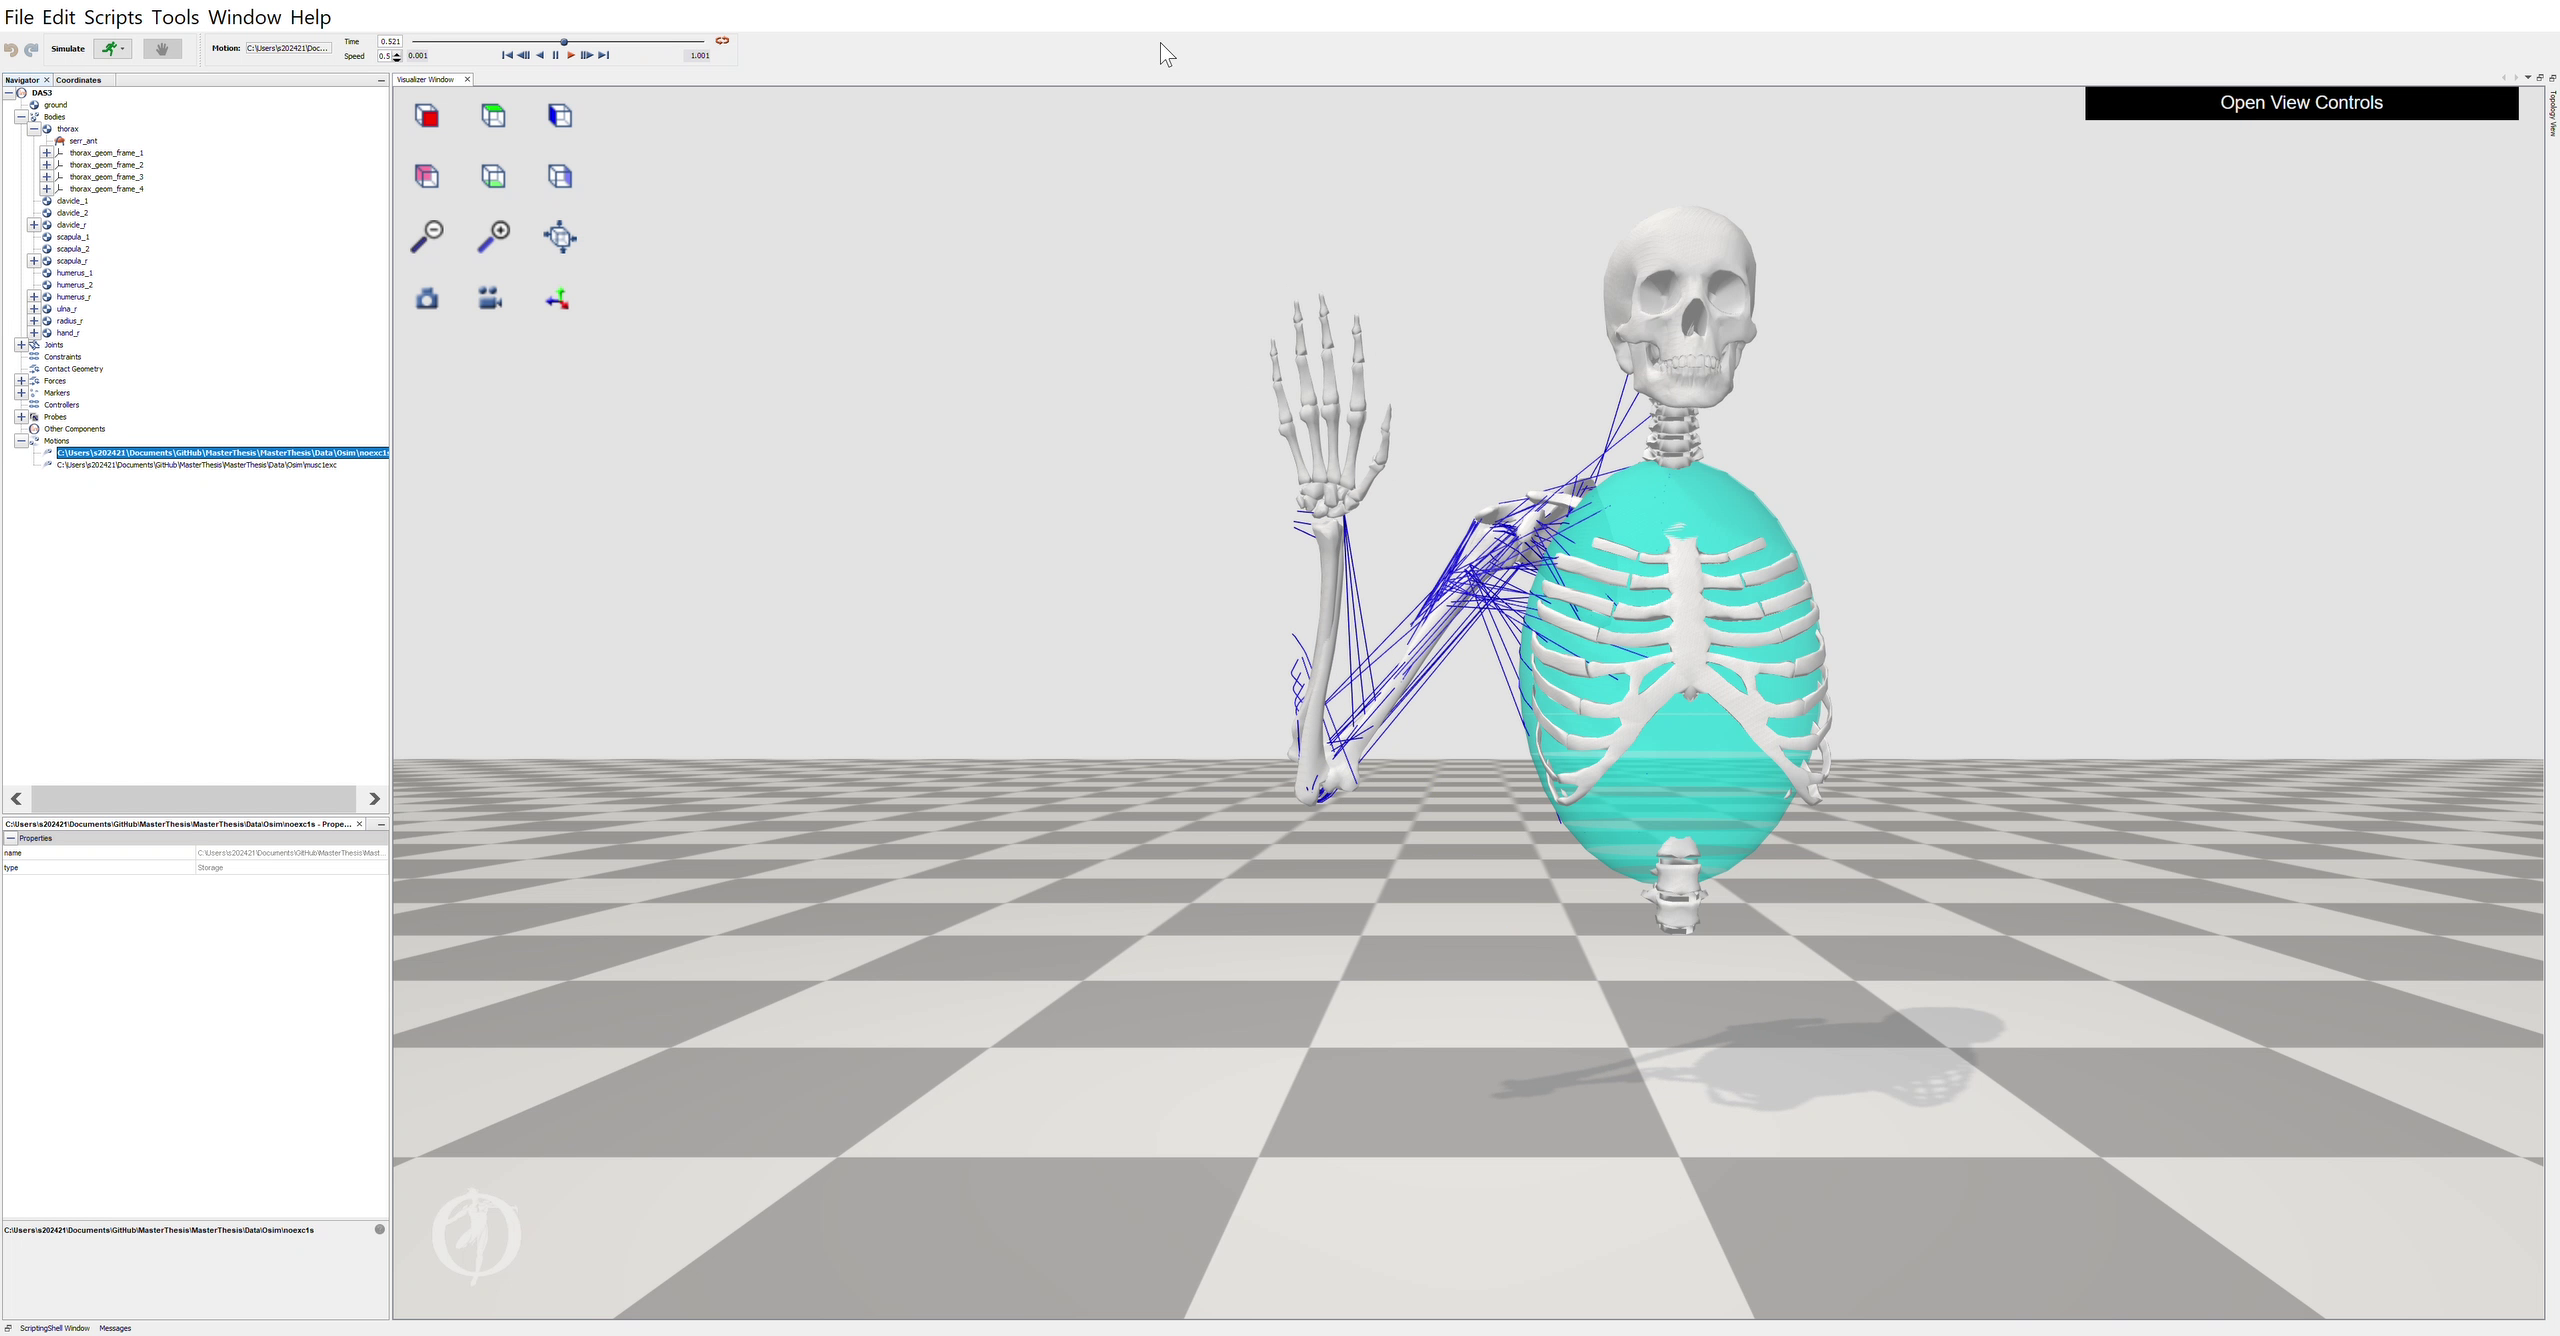 File Edit Scripts Tools Window Help
Simulate
Motion: C:\Users\s202421\Doc...
Time 0.521
Speed 0.5 0.001 1.001
Navigator Coordinates
Visualizer Window
Open View Controls
Topology View
DAS3
ground
Bodies
thorax
serr_ant
thorax_geom_frame_1
thorax_geom_frame_2
thorax_geom_frame_3
thorax_geom_frame_4
clavicle_1
clavicle_2
clavicle_r
scapula_1
scapula_2
scapula_r
humerus_1
humerus_2
humerus_r
ulna_r
radius_r
hand_r
Joints
Constraints
Contact Geometry
Forces
Markers
Controllers
Probes
Other Components
Motions
C:\Users\s202421\Documents\GitHub\MasterThesis\MasterThesis\Data\Osim\noexc1s
C:\Users\s202421\Documents\GitHub\MasterThesis\MasterThesis\Data\Osim\musc1exc
C:\Users\s202421\Documents\GitHub\MasterThesis\MasterThesis\Data\Osim\noexc1s - Prope...
Properties
name C:\Users\s202421\Documents\GitHub\MasterThesis\Mast...
type Storage
C:\Users\s202421\Documents\GitHub\MasterThesis\MasterThesis\Data\Osim\noexc1s
ScriptingShell Window Messages